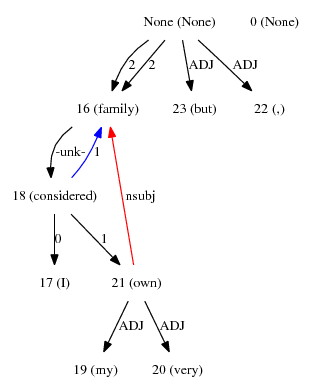 None (None) 0 (None)
2 2 ADJ ADJ
16 (family) 23 (but) 22 (,)
-unk- 1
18 (considered) nsubj
0 1
17 (I) 21 (own)
ADJ ADJ
19 (my) 20 (very)